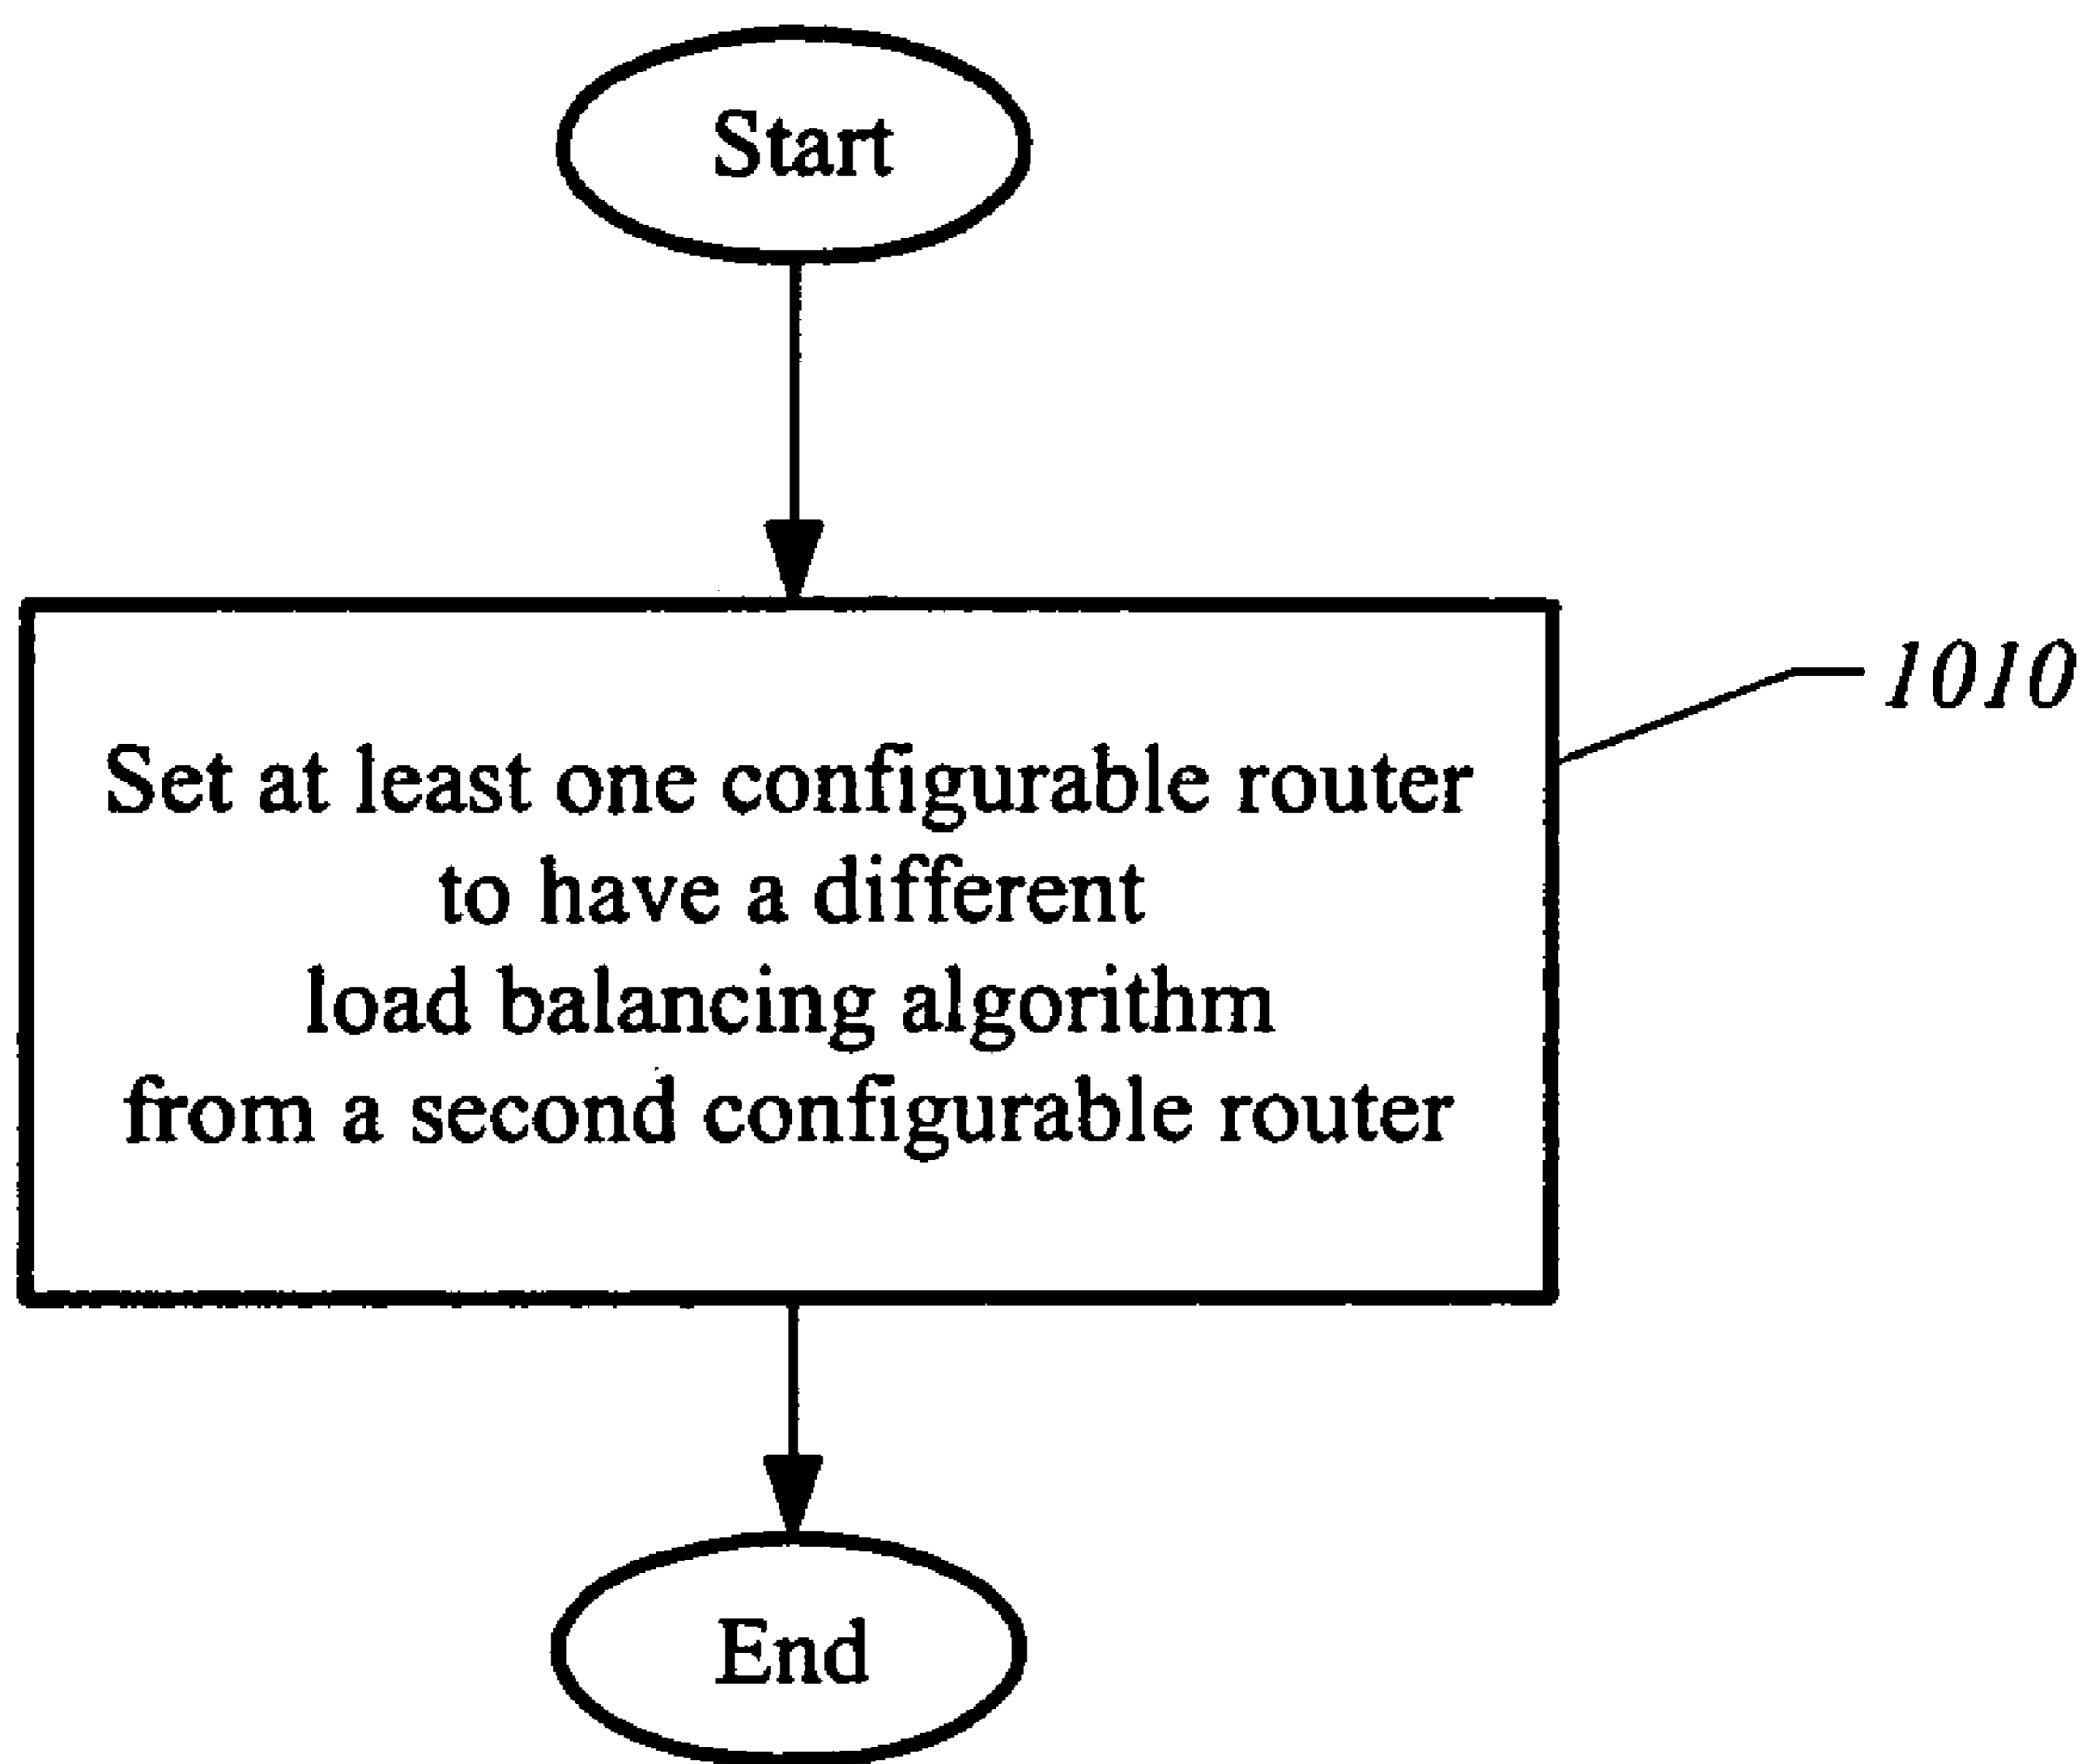 Start
1010
Set at least one configurable router
to have a different
load balancing algorithm
from a second configurable router
End